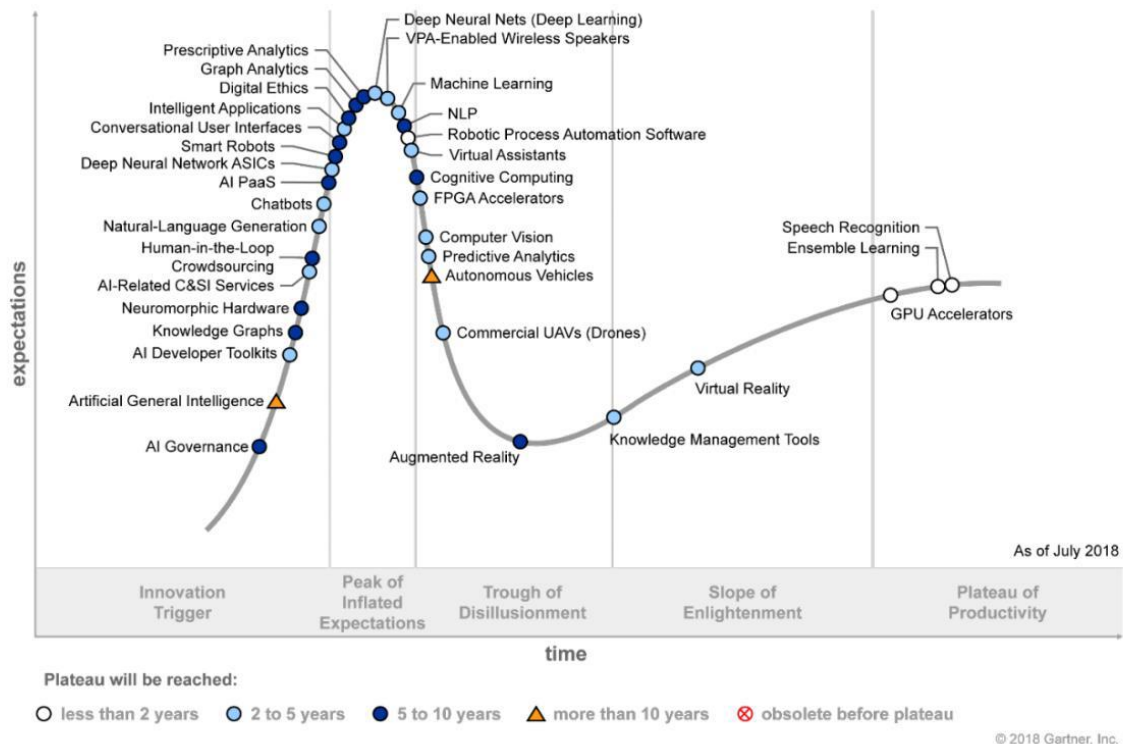 Deep Neural Nets (Deep Learning)
VPA-Enabled Wireless Speakers
Prescriptive Analytics
Graph Analytics
Digital Ethics
Intelligent Applications
Conversational User Interfaces
Smart Robots
Deep Neural Network ASICs
AI PaaS
Chatbots
Natural-Language Generation
Human-in-the-Loop
Crowdsourcing
AI-Related C&SI Services
Neuromorphic Hardware
Knowledge Graphs
AI Developer Toolkits
Artificial General Intelligence
AI Governance
Machine Learning
NLP
Robotic Process Automation Software
Virtual Assistants
Cognitive Computing
FPGA Accelerators
Computer Vision
Predictive Analytics
Autonomous Vehicles
Commercial UAVs (Drones)
Augmented Reality
Knowledge Management Tools
Virtual Reality
Speech Recognition
Ensemble Learning
GPU Accelerators
expectations
As of July 2018
Innovation
Trigger
Peak of
Inflated
Expectations
Trough of
Disillusionment
Slope of
Enlightenment
Plateau of
Productivity
time
Plateau will be reached:
less than 2 years
2 to 5 years
5 to 10 years
more than 10 years
obsolete before plateau
© 2018 Gartner, Inc.